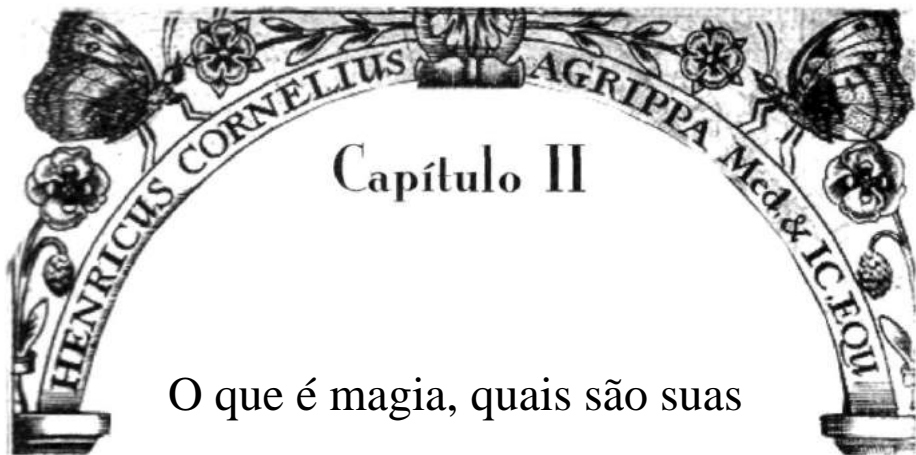 HENRICUS CORNELIUS AGRIPPA Med. & IC. EQU
Capítulo II
O que é magia, quais são suas